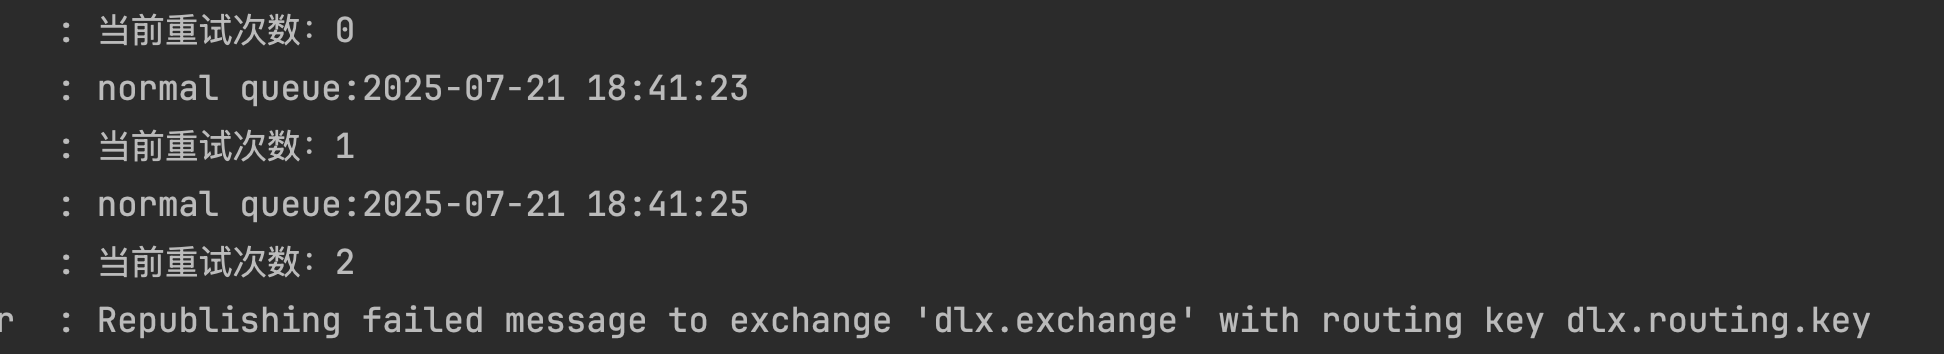 : 当前重试次数：0
: normal queue:2025-07-21 18:41:23
: 当前重试次数：1
: normal queue:2025-07-21 18:41:25
: 当前重试次数：2
r : Republishing failed message to exchange 'dlx.exchange' with routing key dlx.routing.key